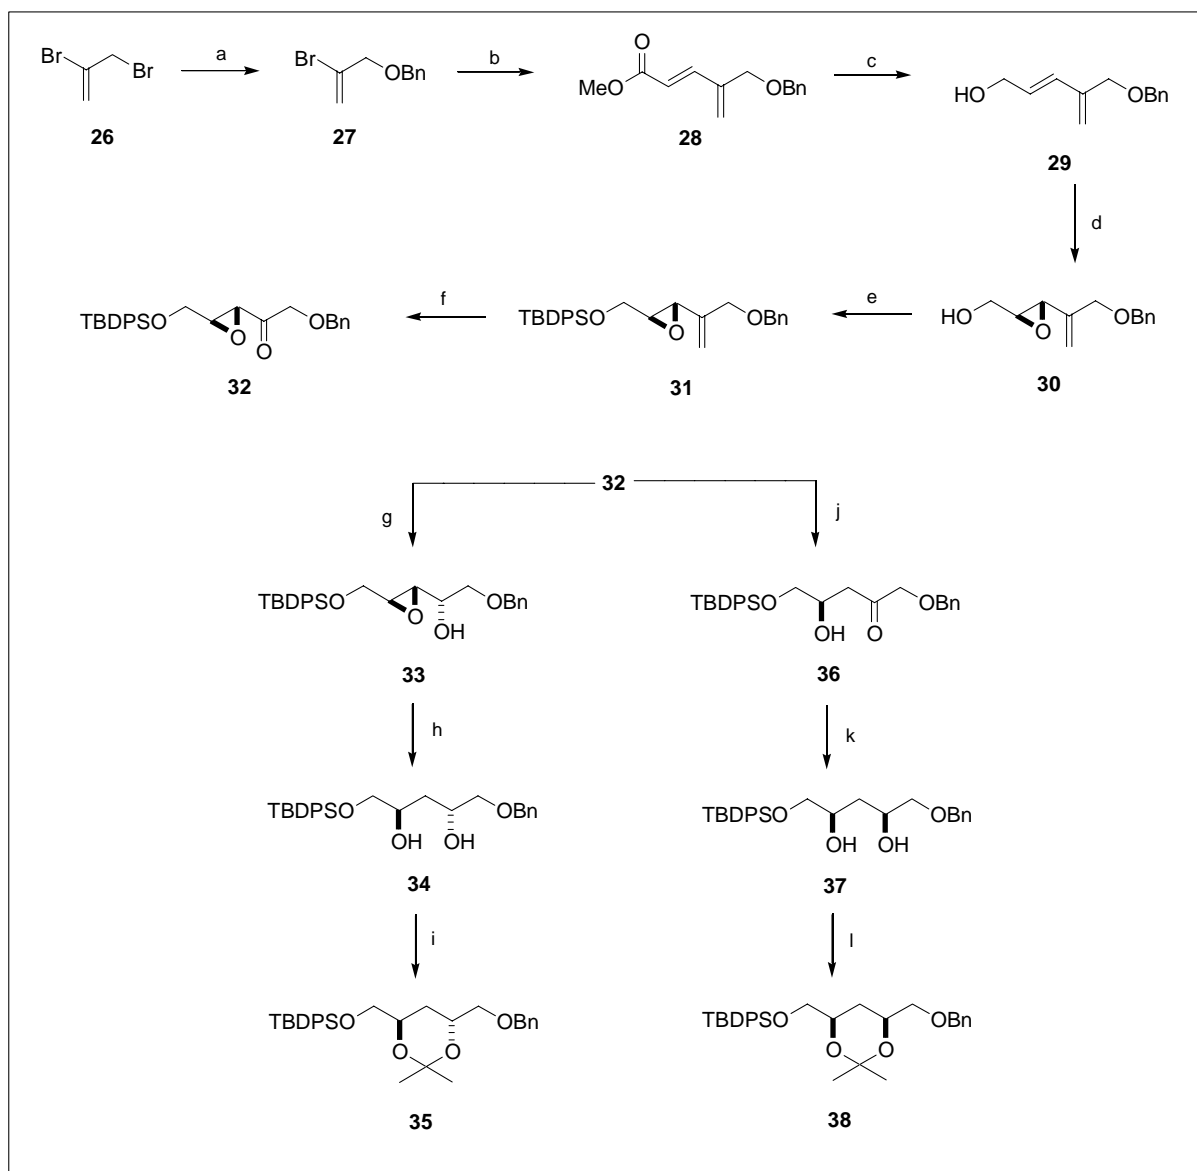 Br Br a Br OBn b O MeO OBn c HO OBn
26 27 28 29
d
TBDPSO O O OBn f TBDPSO O OBn e HO O OBn
32 31 30
32
g j
TBDPSO O OH OBn TBDPSO OH O OBn
33 36
h k
TBDPSO OH OH OBn TBDPSO OH OH OBn
34 37
i l
TBDPSO O O OBn TBDPSO O O OBn
35 38